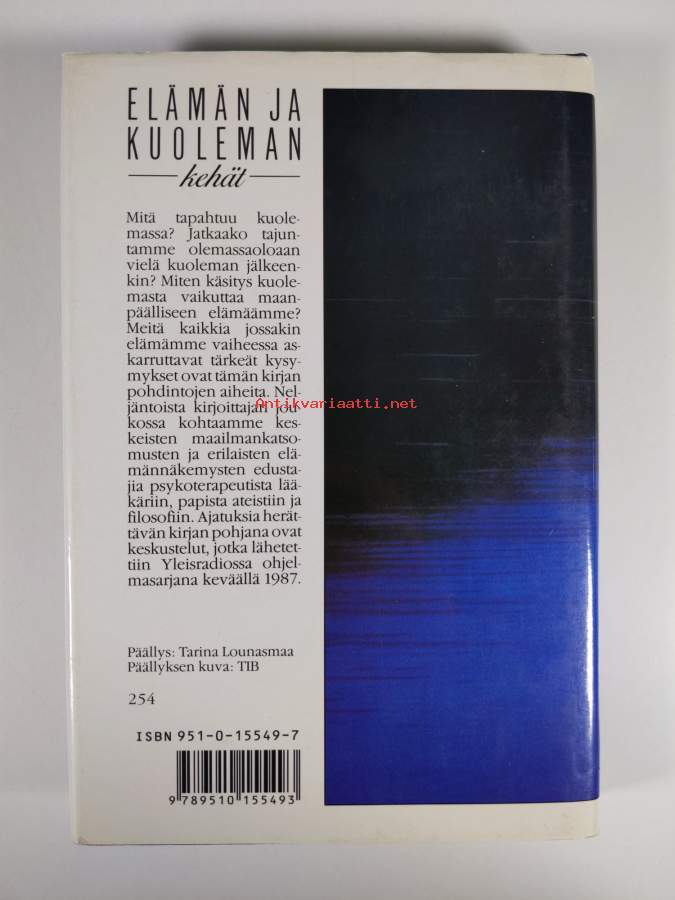 ELÄMÄN JA
KUOLEMAN
kehät
Mitä tapahtuu kuole-
massa? Jatkaako tajun-
tamme olemassaoloaan
vielä kuoleman jälkeen-
kin? Miten käsitys kuole-
masta vaikuttaa maan-
päälliseen elämäämme?
Meitä kaikkia jossakin
elämämme vaiheessa as-
karruttavat tärkeät kysy-
mykset ovat tämän kirjan
pohdintojen aiheita. Nel-
jäntoista kirjoittajan jou-
kossa kohtaamme kes-
keisten maailmankatso-
musten ja erilaisten elä-
männäkemysten edusta-
jia psykoterapeutista lää-
käriin, papista ateistiin ja
filosofiin. Ajatuksia herät-
tävän kirjan pohjana ovat
keskustelut, jotka lähetet-
tiin Yleisradiossa ohjel-
masarjana keväällä 1987.
Antikvariaatti.net
Päällys: Tarina Lounasmaa
Päällyksen kuva: TIB
254
ISBN 951-0-15549-7
9 789510 155493